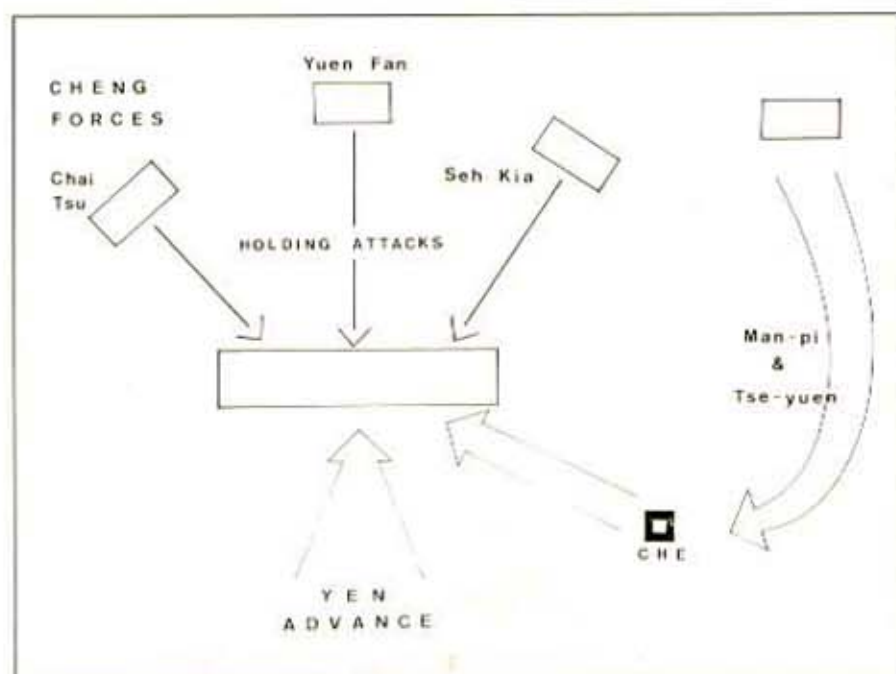 CHENG
FORCES
Yuen Fan
Chai
Tsu
Seh Kia
HOLDING ATTACKS
Man-pi
&
Tse-yuen
CHE
YEN
ADVANCE